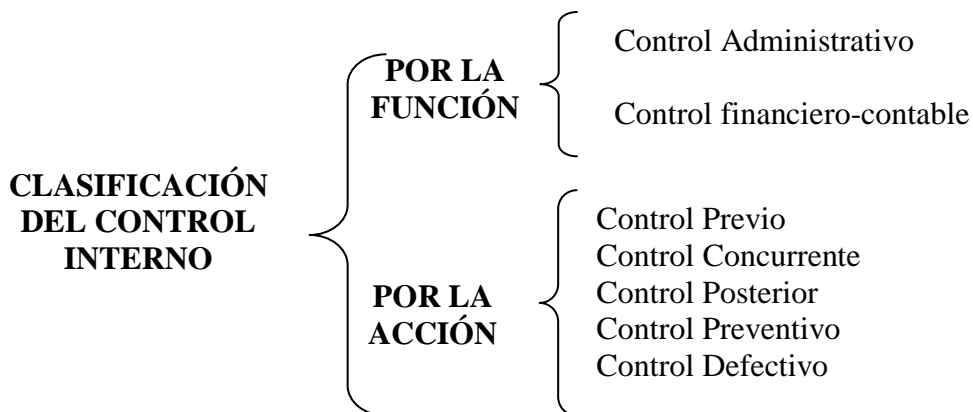 CLASIFICACIÓN
DEL CONTROL
INTERNO
POR LA
FUNCIÓN
Control Administrativo
Control financiero-contable
POR LA
ACCIÓN
Control Previo
Control Concurrente
Control Posterior
Control Preventivo
Control Defectivo